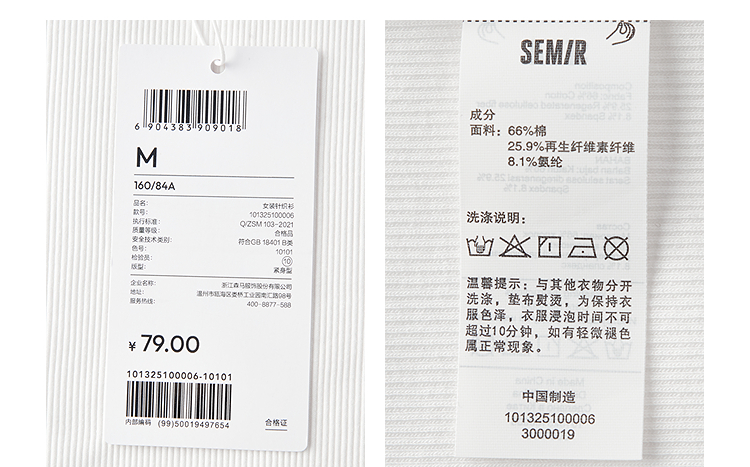 6 904383 909018
M
160/84A
品名: 女装针织衫
款号: 101325100006
执行标准: Q/ZSM 103-2021
质量等级: 合格品
安全技术类别: 符合GB 18401 B类
色号: 10101
检验员: 10
版型: 紧身型
企业名称: 浙江森马服饰股份有限公司
地址: 温州市瓯海区娄桥工业园南汇路98号
服务热线: 400-8877-588
¥ 79.00
101325100006-10101
内部编码 (99)50019497654
合格证
SEMIR
成分
面料: 66%棉
25.9%再生纤维素纤维
8.1%氨纶
洗涤说明:
温馨提示: 与其他衣物分开
洗涤, 垫布熨烫, 为保持衣
服色泽, 衣服浸泡时间不可
超过10分钟, 如有轻微褪色
属正常现象。
中国制造
101325100006
3000019